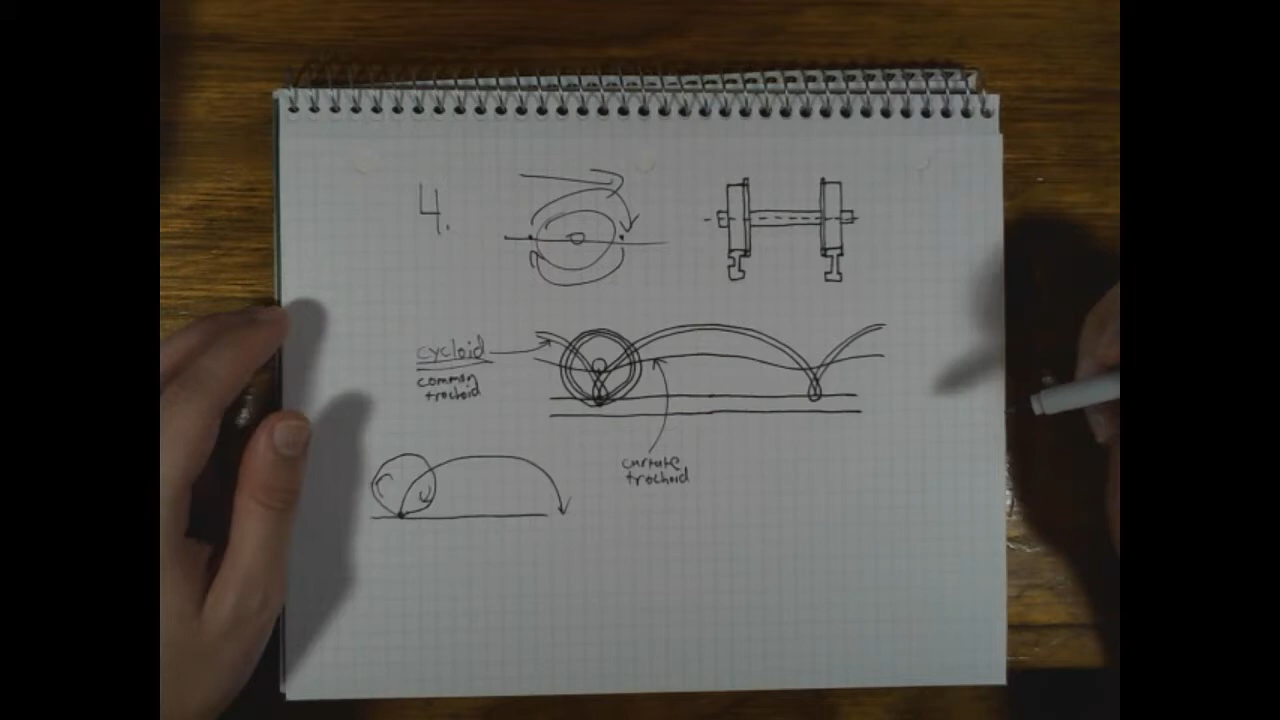 4.
cycloid
common
trochoid
curtate
trochoid